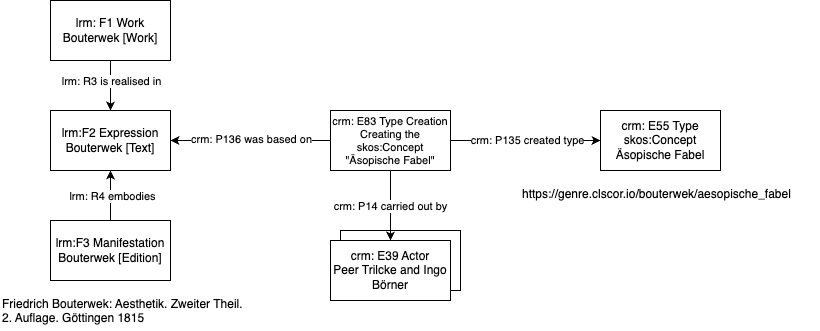 lrm: F1 Work
Bouterwek [Work]
lrm: R3 is realised in
lrm:F2 Expression
Bouterwek [Text]
crm: P136 was based on
crm: E83 Type Creation
Creating the
skos:Concept
"Äsopische Fabel"
crm: P135 created type
crm: E55 Type
skos:Concept
Äsopische Fabel
https://genre.clscor.io/bouterwek/aesopische_fabel
lrm: R4 embodies
crm: P14 carried out by
lrm:F3 Manifestation
Bouterwek [Edition]
crm: E39 Actor
Peer Trilcke and Ingo
Börner
Friedrich Bouterwek: Aesthetik. Zweiter Theil.
2. Auflage. Göttingen 1815